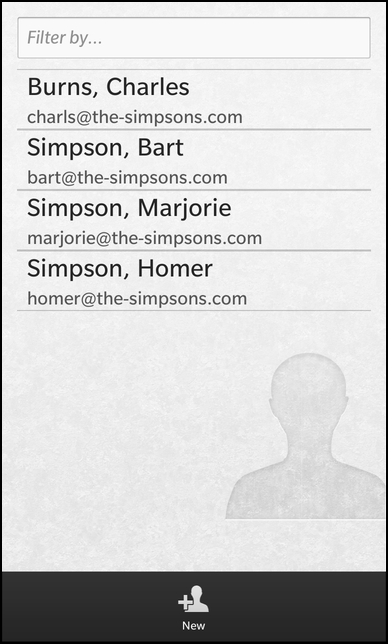 Filter by...
Burns, Charles
charls@the-simpsons.com
Simpson, Bart
bart@the-simpsons.com
Simpson, Marjorie
marjorie@the-simpsons.com
Simpson, Homer
homer@the-simpsons.com
New